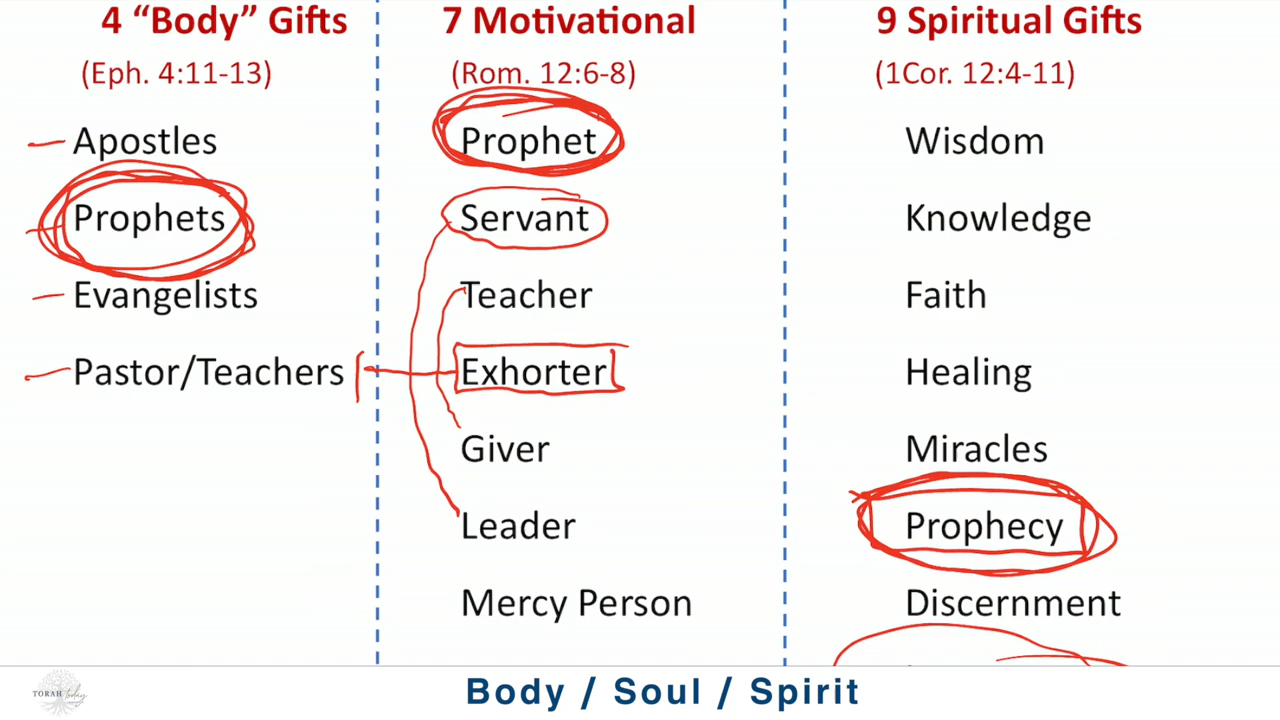 4 “Body” Gifts
(Eph. 4:11-13)
Apostles
Prophets
Evangelists
Pastor/Teachers
7 Motivational
(Rom. 12:6-8)
Prophet
Servant
Teacher
Exhorter
Giver
Leader
Mercy Person
9 Spiritual Gifts
(1Cor. 12:4-11)
Wisdom
Knowledge
Faith
Healing
Miracles
Prophecy
Discernment
TORAH today
Body / Soul / Spirit